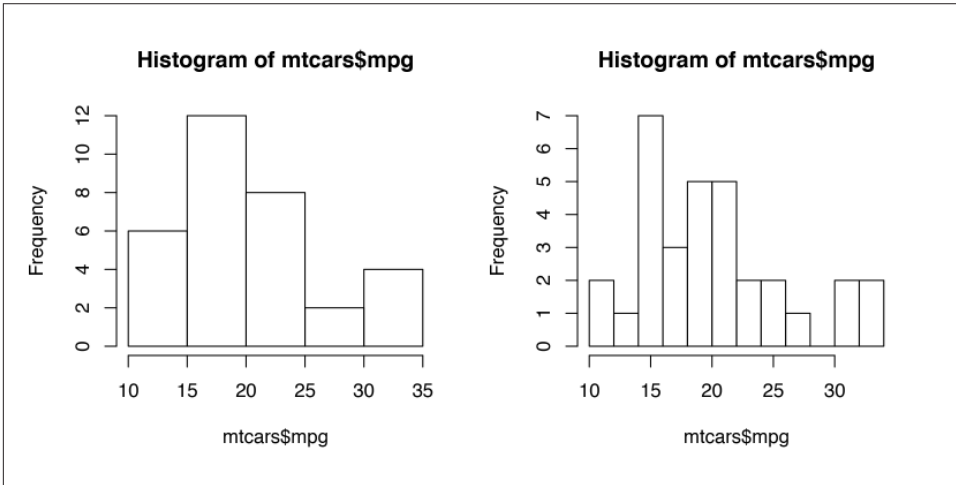 Histogram of mtcars$mpg
Frequency
0 2 4 6 8 10 12
10 15 20 25 30 35
mtcars$mpg
Histogram of mtcars$mpg
Frequency
0 1 2 3 4 5 6 7
10 15 20 25 30
mtcars$mpg